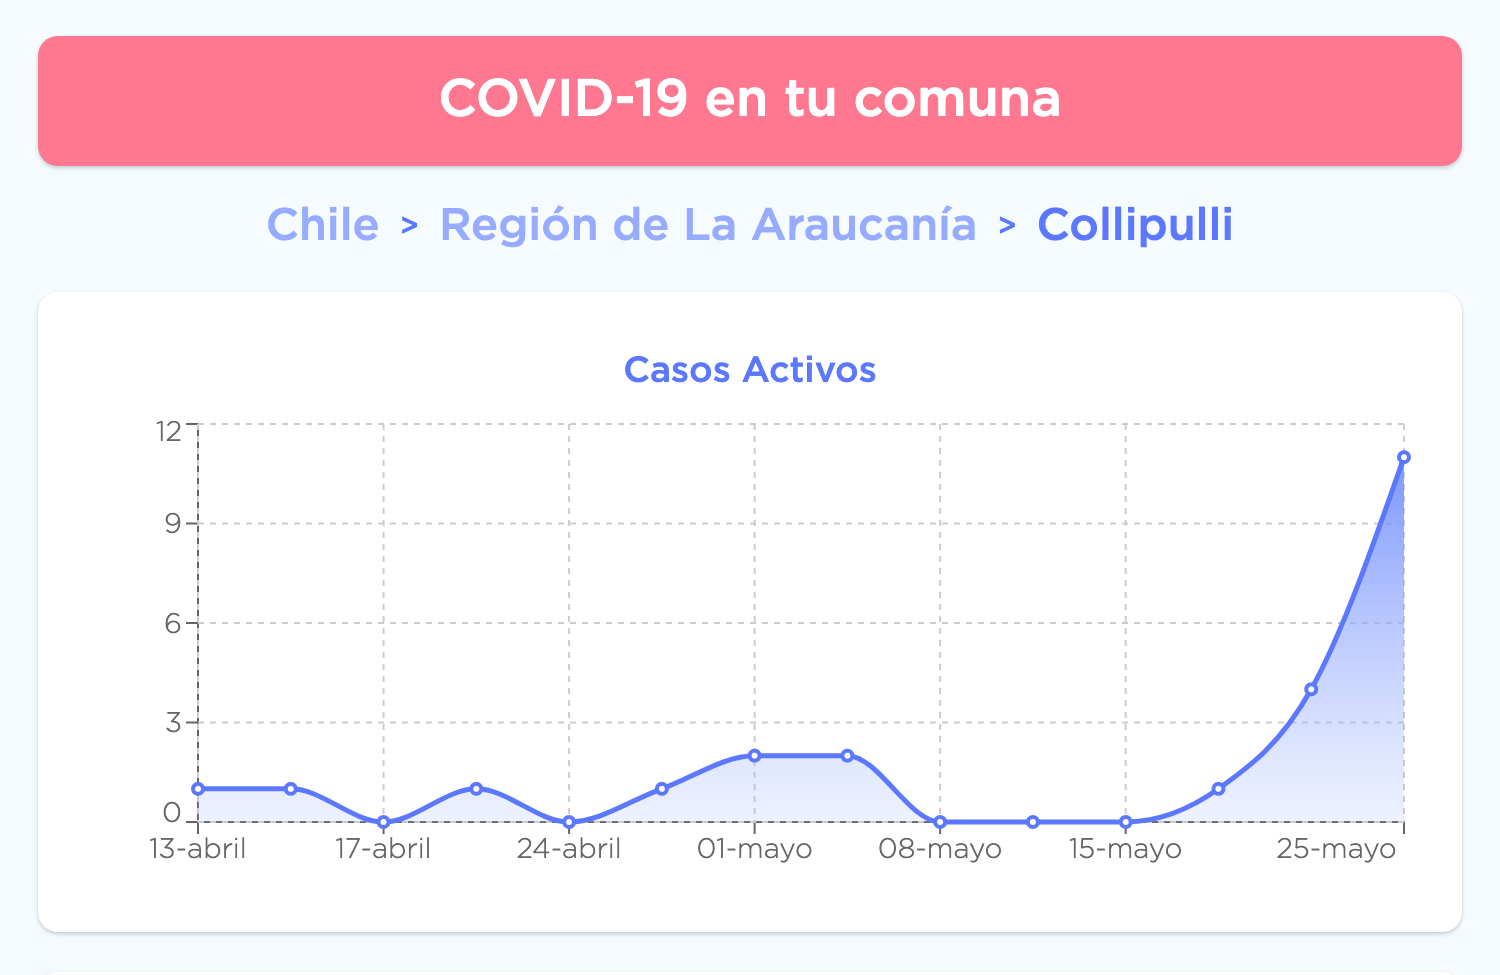 COVID-19 en tu comuna
Chile > Región de La Araucanía > Collipulli
Casos Activos
12
9
6
3
0
13-abril 17-abril 24-abril 01-mayo 08-mayo 15-mayo 25-mayo